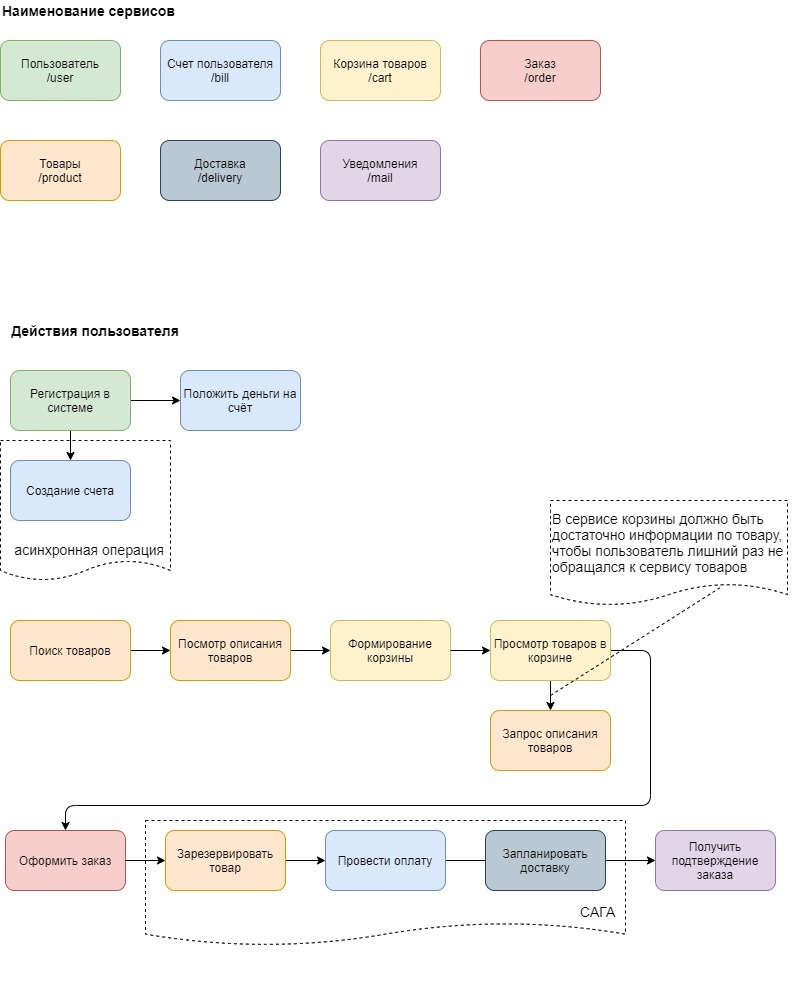 Наименование сервисов
Пользователь
/user
Счет пользователя
/bill
Корзина товаров
/cart
Заказ
/order
Товары
/product
Доставка
/delivery
Уведомления
/mail
Действия пользователя
Регистрация в
системе
Положить деньги на
счёт
Создание счета
асинхронная операция
В сервисе корзины должно быть
достаточно информации по товару,
чтобы пользователь лишний раз не
обращался к сервису товаров
Поиск товаров
Посмотр описания
товаров
Формирование
корзины
Просмотр товаров в
корзине
Запрос описания
товаров
Оформить заказ
Зарезервировать
товар
Провести оплату
Запланировать
доставку
Получить
подтверждение
заказа
САГА